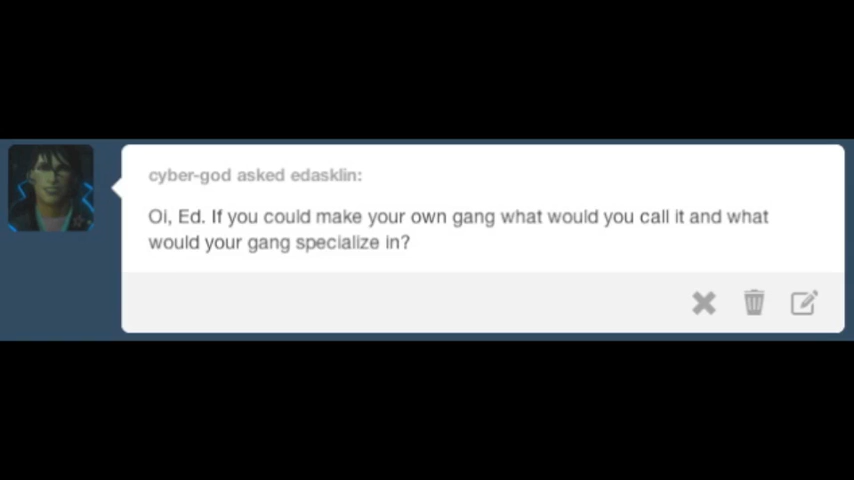 cyber-god asked edasklin:
Oi, Ed. If you could make your own gang what would you call it and what
would your gang specialize in?